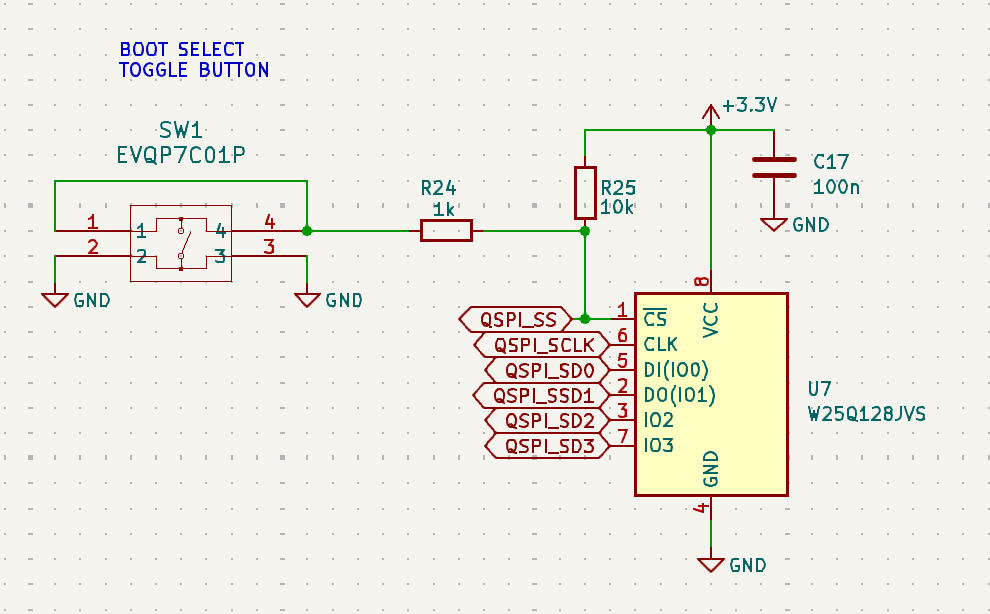 BOOT SELECT
TOGGLE BUTTON
+3.3V
SW1
EVQP7C01P
C17
100n
R24
1k
R25
10k
1
1
4
4
GND
2
2
3
3
GND
GND
8
QSPI_SS
1
CS
VCC
QSPI_SCLK
6
CLK
QSPI_SD0
5
DI(IO0)
U7
QSPI_SSD1
2
DO(IO1)
W25Q128JVS
QSPI_SD2
3
IO2
QSPI_SD3
7
IO3
GND
4
GND